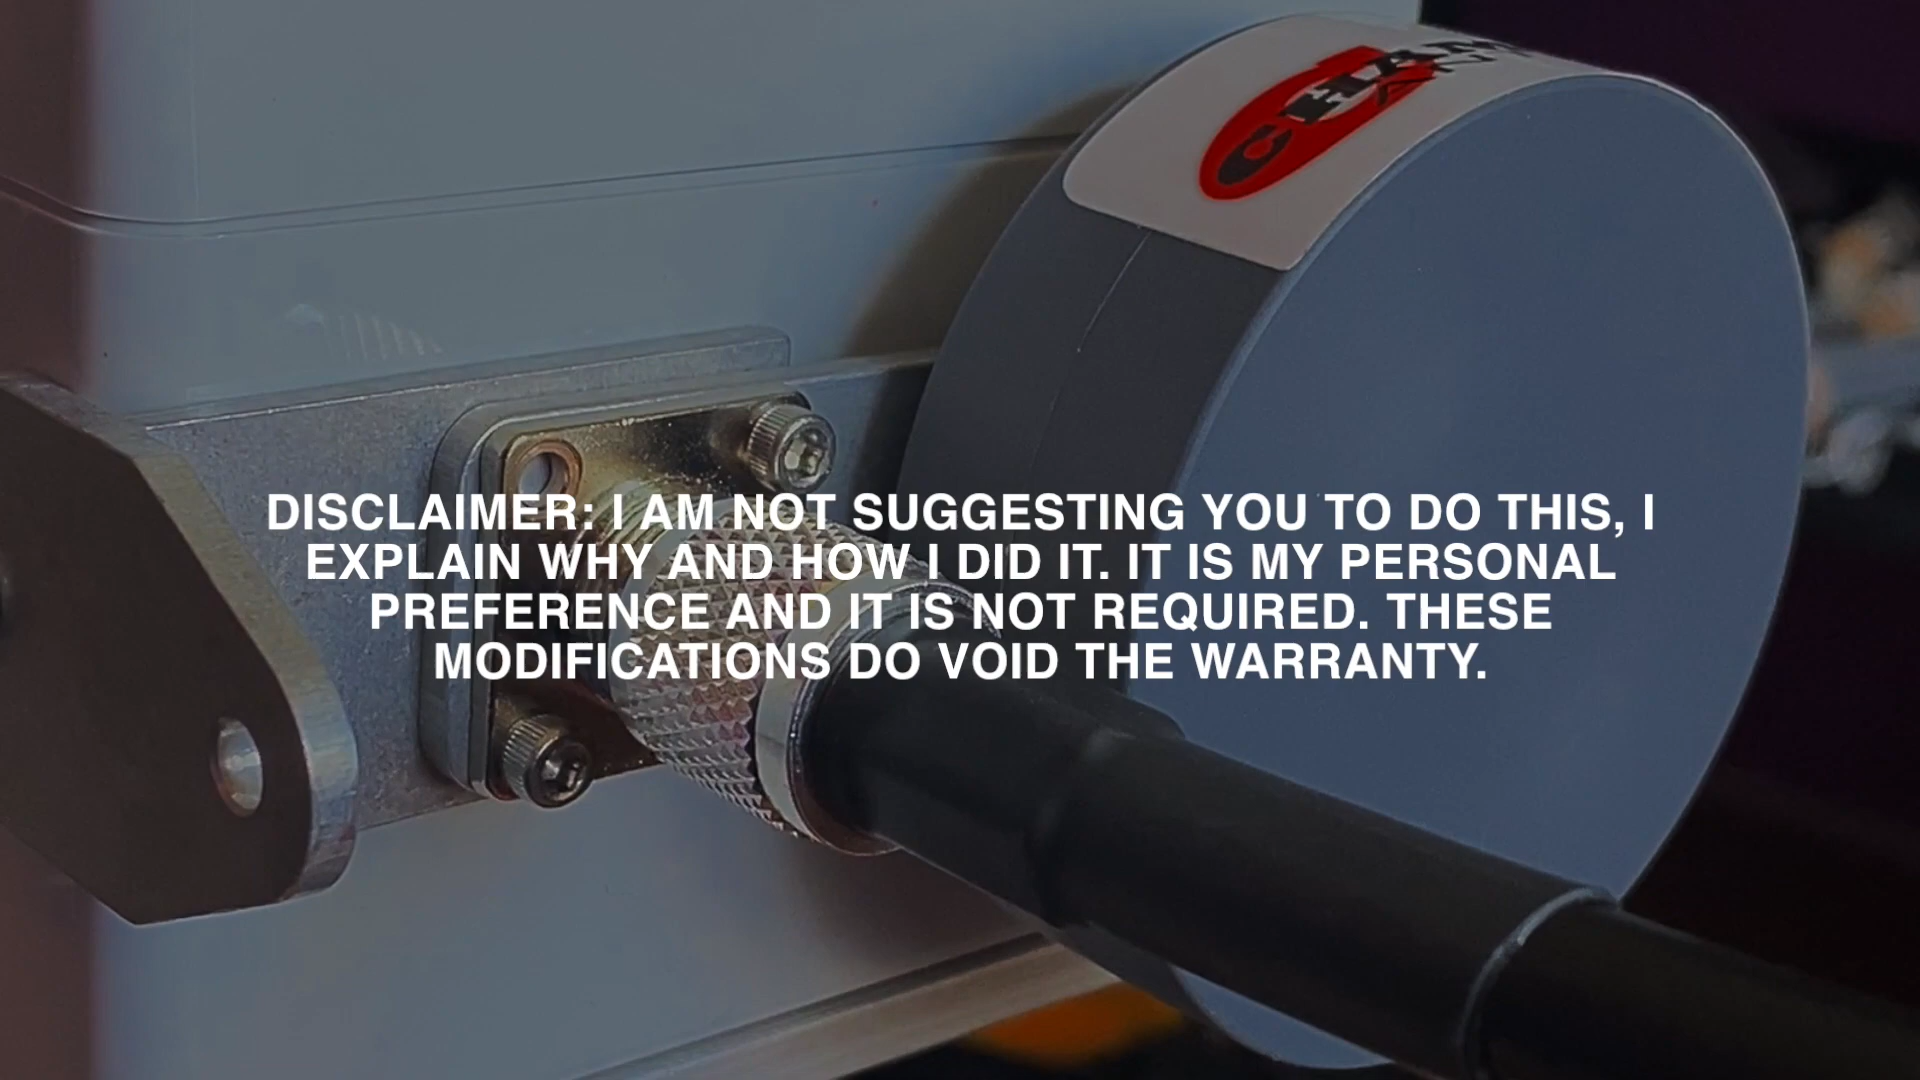 CHAM
DISCLAIMER: I AM NOT SUGGESTING YOU TO DO THIS, I
EXPLAIN WHY AND HOW I DID IT. IT IS MY PERSONAL
PREFERENCE AND IT IS NOT REQUIRED. THESE
MODIFICATIONS DO VOID THE WARRANTY.